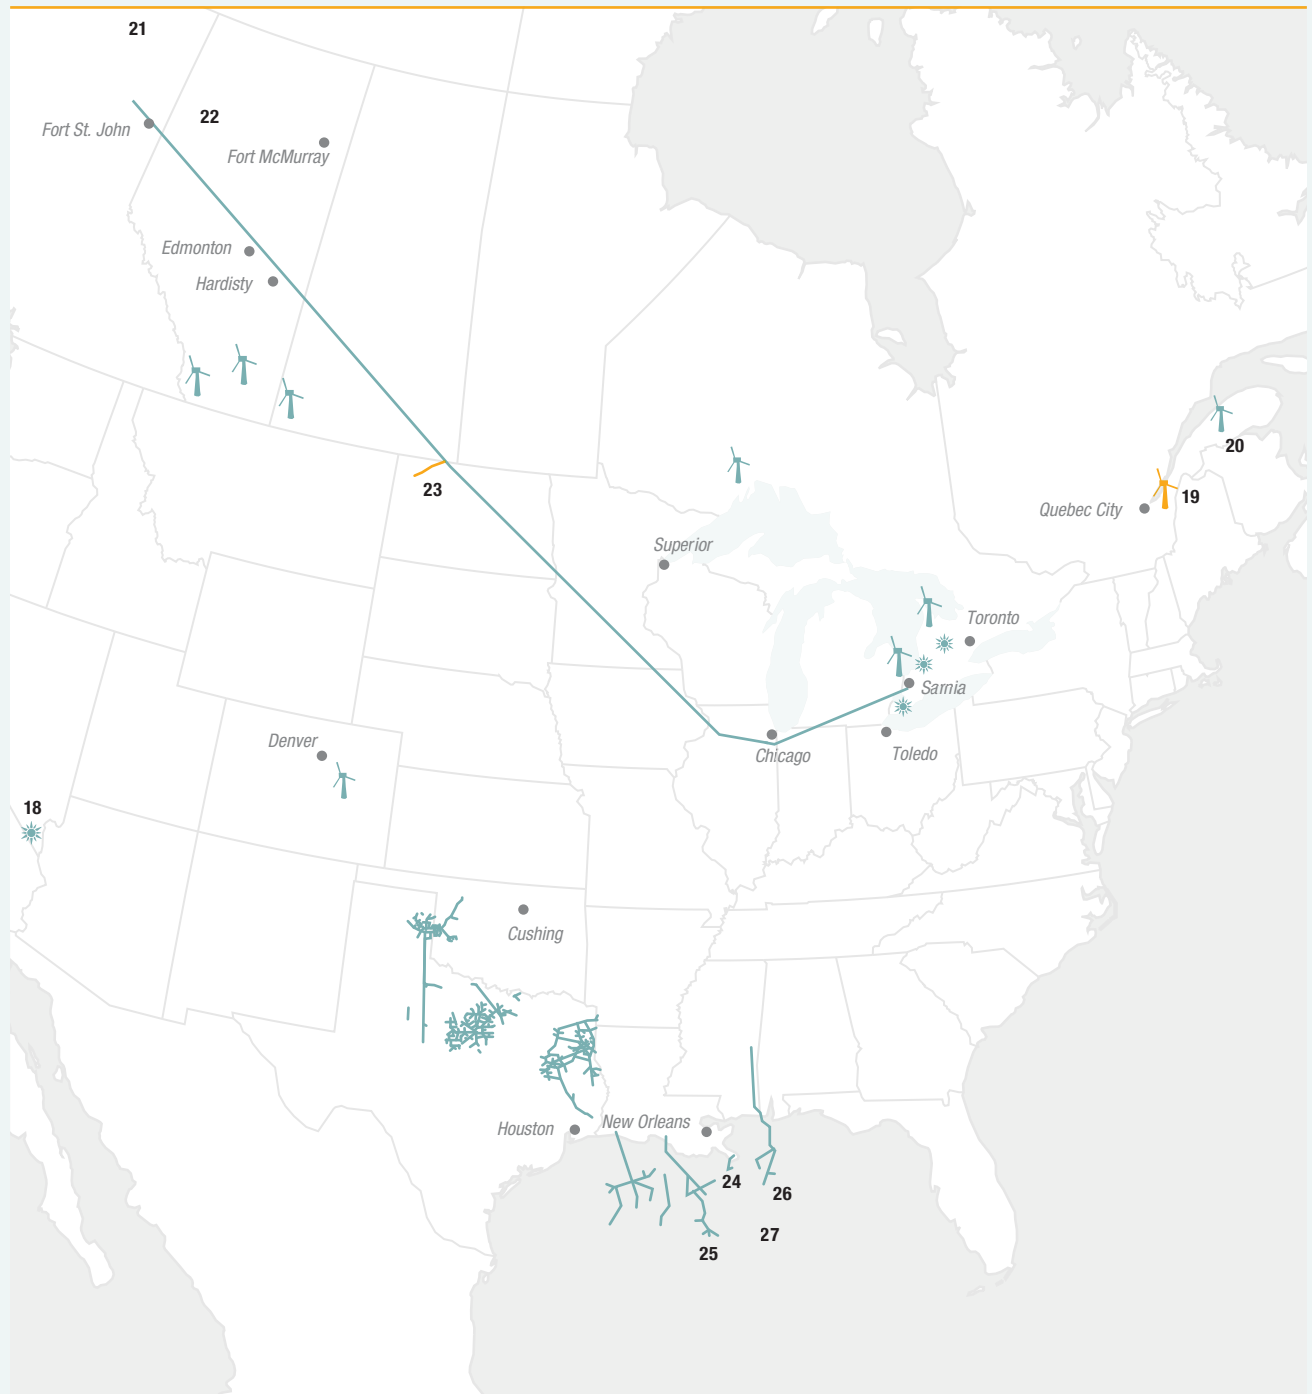 21
22
Fort St. John
Fort McMurray
Edmonton
Hardisty
20
23
19
Quebec City
Superior
Toronto
Sarnia
Denver
Chicago
Toledo
18
Cushing
New Orleans
Houston
24
26
27
25